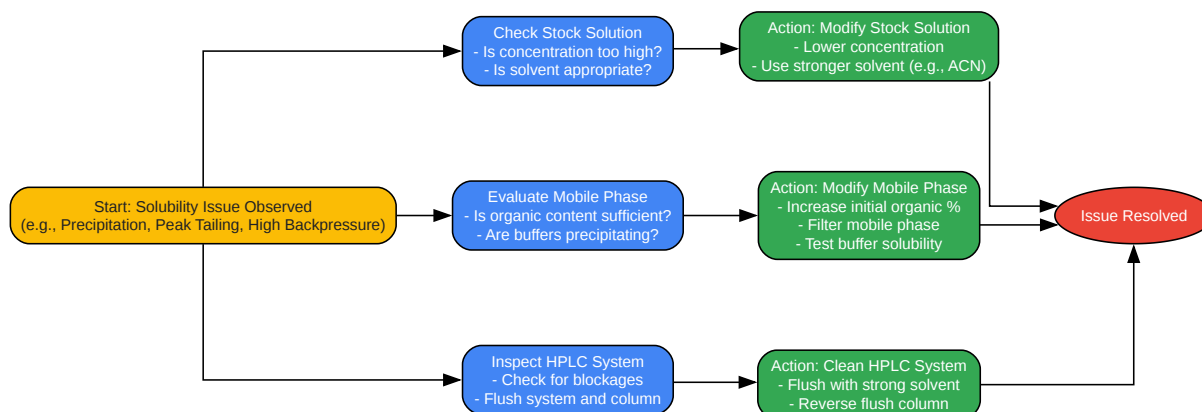 Check Stock Solution
- Is concentration too high?
- Is solvent appropriate?
Action: Modify Stock Solution
- Lower concentration
- Use stronger solvent (e.g., ACN)
Start: Solubility Issue Observed
(e.g., Precipitation, Peak Tailing, High Backpressure)
Evaluate Mobile Phase
- Is organic content sufficient?
- Are buffers precipitating?
Action: Modify Mobile Phase
- Increase initial organic %
- Filter mobile phase
- Test buffer solubility
Issue Resolved
Inspect HPLC System
- Check for blockages
- Flush system and column
Action: Clean HPLC System
- Flush with strong solvent
- Reverse flush column